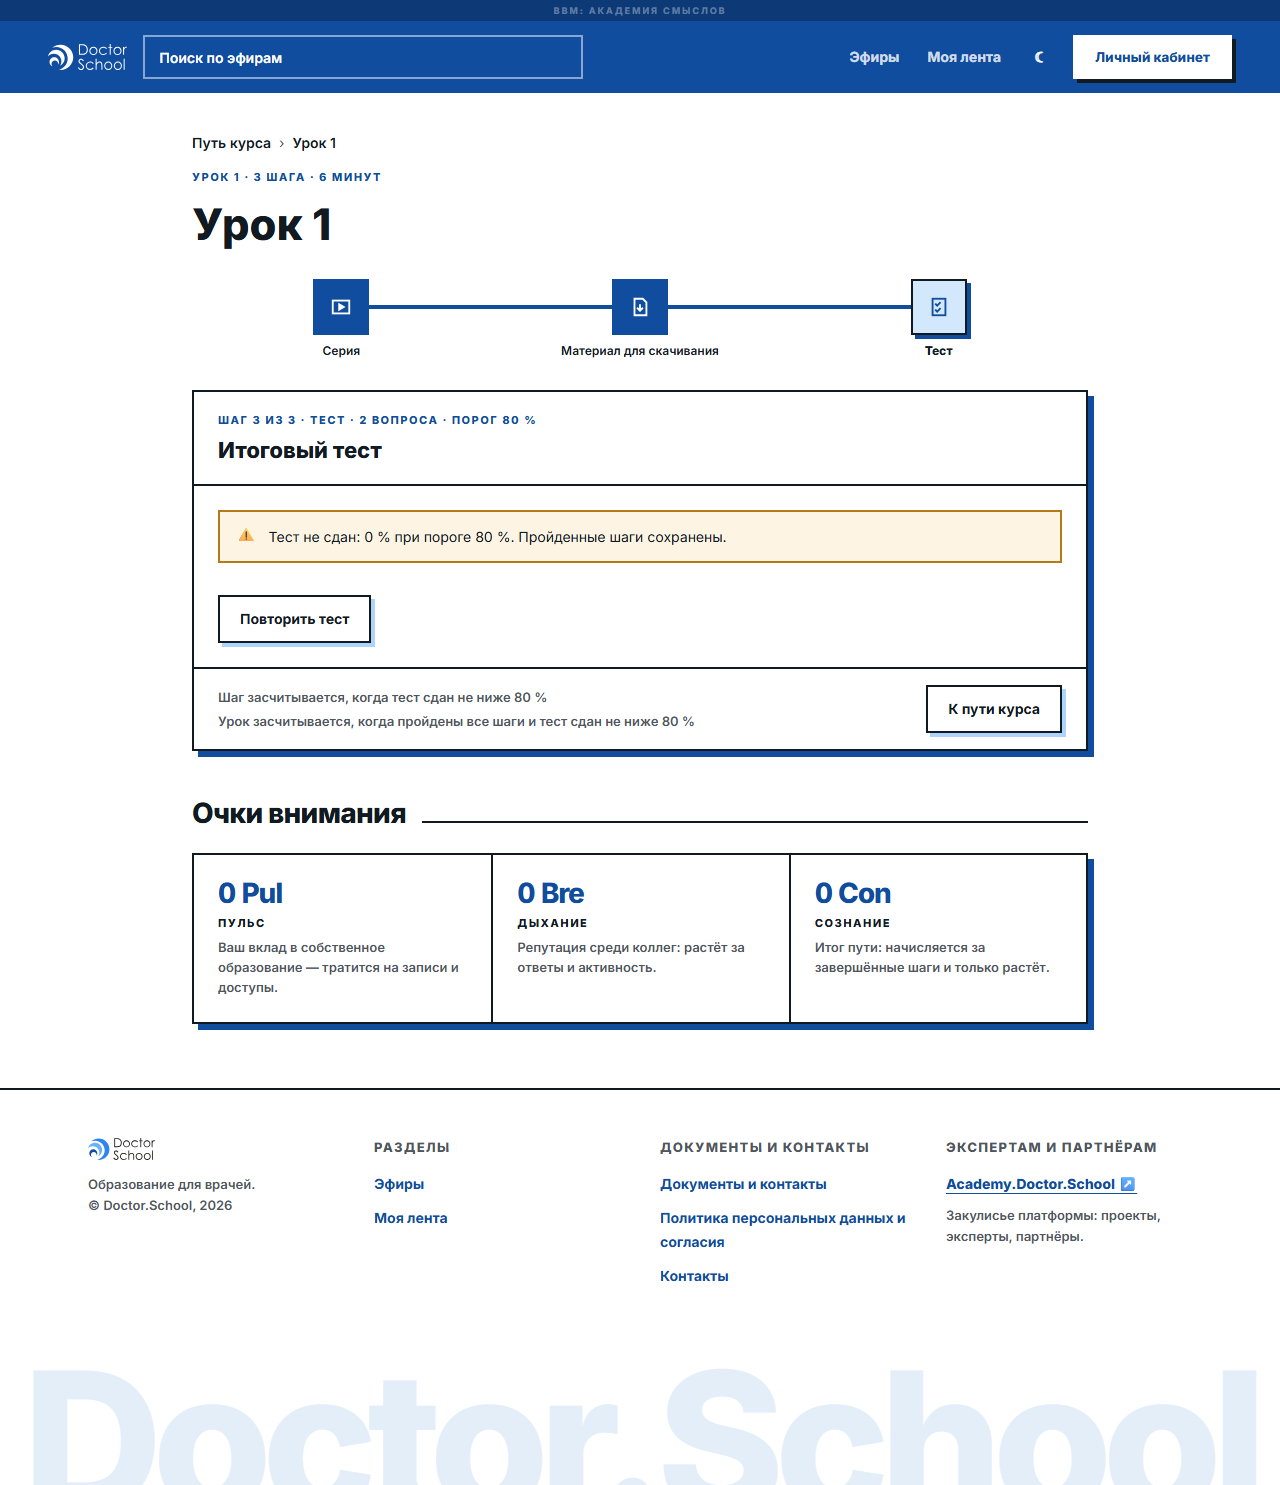 ВВМ: АКАДЕМИЯ СМЫСЛОВ
Doctor
School
Поиск по эфирам
Эфиры
Моя лента
Личный кабинет
Путь курса › Урок 1
УРОК 1 · 3 ШАГА · 6 МИНУТ
Урок 1
Серия
Материал для скачивания
Тест
ШАГ 3 ИЗ 3 · ТЕСТ · 2 ВОПРОСА · ПОРОГ 80 %
Итоговый тест
Тест не сдан: 0 % при пороге 80 %. Пройденные шаги сохранены.
Повторить тест
Шаг засчитывается, когда тест сдан не ниже 80 %
Урок засчитывается, когда пройдены все шаги и тест сдан не ниже 80 %
К пути курса
Очки внимания
0 Pul
ПУЛЬС
Ваш вклад в собственное
образование — тратится на записи и
доступы.
0 Bre
ДЫХАНИЕ
Репутация среди коллег: растёт за
ответы и активность.
0 Con
СОЗНАНИЕ
Итог пути: начисляется за
завершённые шаги и только растёт.
Doctor
School
Образование для врачей.
© Doctor.School, 2026
РАЗДЕЛЫ
Эфиры
Моя лента
ДОКУМЕНТЫ И КОНТАКТЫ
Документы и контакты
Политика персональных данных и
согласия
Контакты
ЭКСПЕРТАМ И ПАРТНЁРАМ
Academy.Doctor.School ↗
Закулисье платформы: проекты,
эксперты, партнёры.
Doctor.School